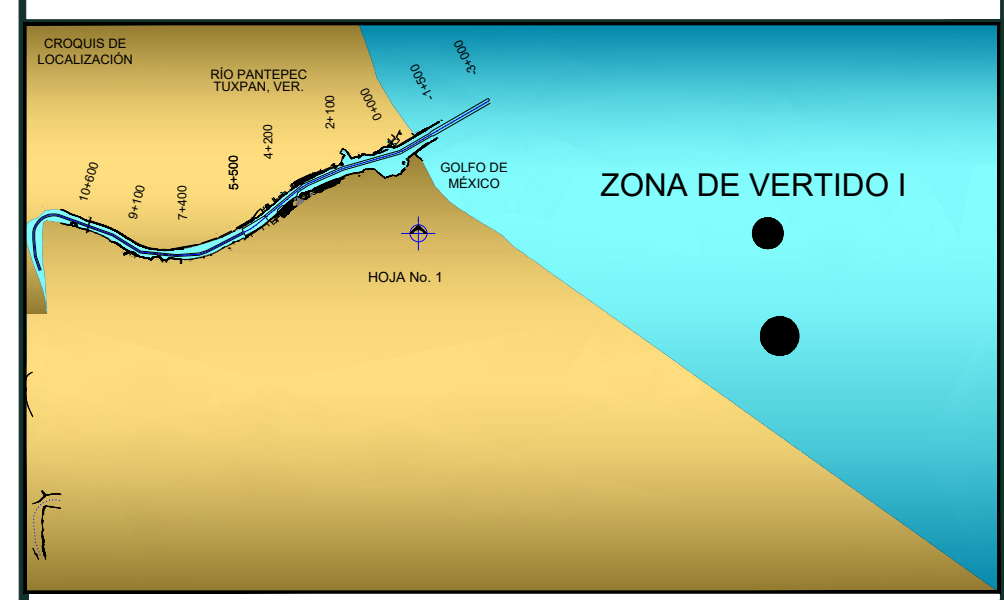 CROQUIS DE
LOCALIZACIÓN
RÍO PANTEPEC
TUXPAN, VER.
-3+000
-1+500
0+000
2+100
4+200
5+500
7+400
9+100
10+600
GOLFO DE
MÉXICO
ZONA DE VERTIDO I
HOJA No. 1